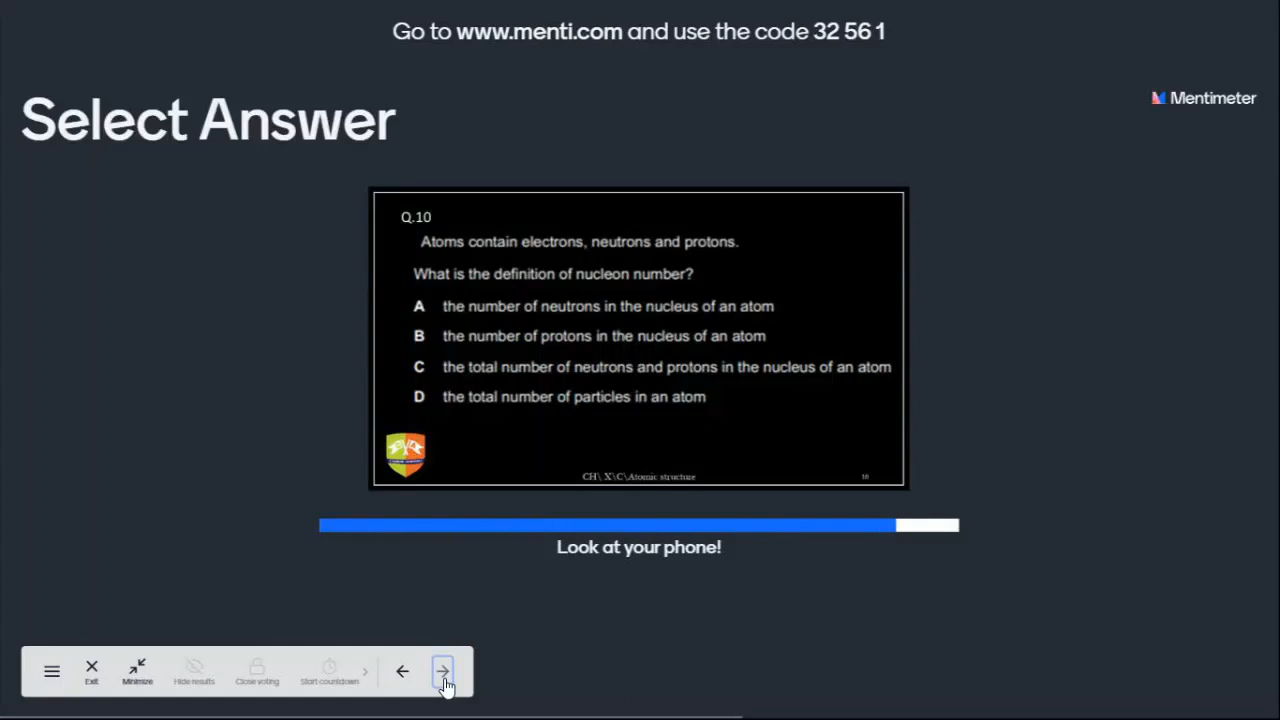 Go to www.menti.com and use the code 32 56 1
Mentimeter
Select Answer
Q.10
Atoms contain electrons, neutrons and protons.
What is the definition of nucleon number?
A the number of neutrons in the nucleus of an atom
B the number of protons in the nucleus of an atom
C the total number of neutrons and protons in the nucleus of an atom
D the total number of particles in an atom
CH\ X\C\Atomic structure
10
Look at your phone!
Exit
Minimize
Hide results
Close voting
Start countdown